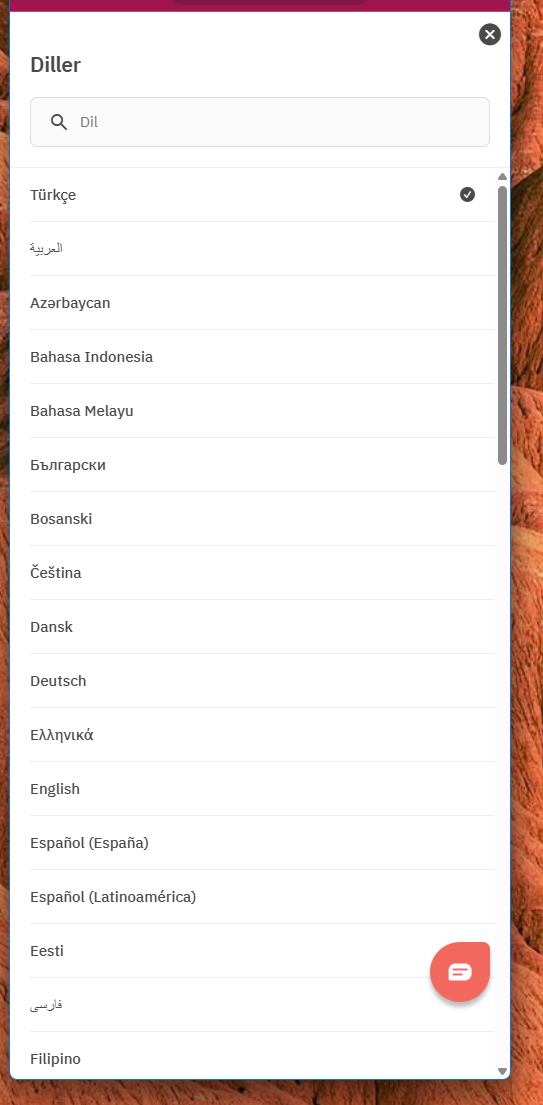 Diller
Dil
Türkçe
العربية
Azərbaycan
Bahasa Indonesia
Bahasa Melayu
Български
Bosanski
Čeština
Dansk
Deutsch
Ελληνικά
English
Español (España)
Español (Latinoamérica)
Eesti
فارسی
Filipino